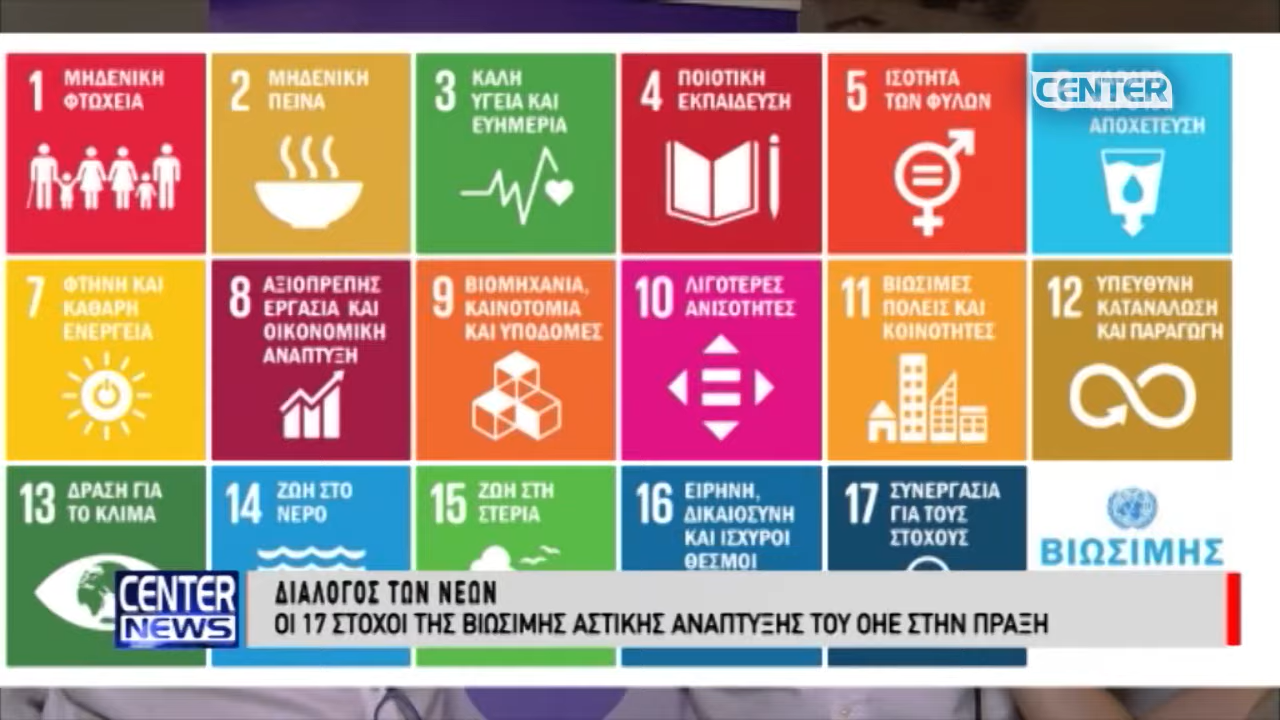 1 ΜΗΔΕΝΙΚΗ
ΦΤΩΧΕΙΑ
2 ΜΗΔΕΝΙΚΗ
ΠΕΙΝΑ
3 ΚΑΛΗ
ΥΓΕΙΑ ΚΑΙ
ΕΥΗΜΕΡΙΑ
4 ΠΟΙΟΤΙΚΗ
ΕΚΠΑΙΔΕΥΣΗ
5 ΙΣΟΤΗΤΑ
ΤΩΝ ΦΥΛΩΝ
CENTER
ΑΠΟΧΕΤΕΥΣΗ
7 ΦΤΗΝΗ ΚΑΙ
ΚΑΘΑΡΗ
ΕΝΕΡΓΕΙΑ
8 ΑΞΙΟΠΡΕΠΗΣ
ΕΡΓΑΣΙΑ ΚΑΙ
ΟΙΚΟΝΟΜΙΚΗ
ΑΝΑΠΤΥΞΗ
9 ΒΙΟΜΗΧΑΝΙΑ,
ΚΑΙΝΟΤΟΜΙΑ
ΚΑΙ ΥΠΟΔΟΜΕΣ
10 ΛΙΓΟΤΕΡΕΣ
ΑΝΙΣΟΤΗΤΕΣ
11 ΒΙΩΣΙΜΕΣ
ΠΟΛΕΙΣ ΚΑΙ
ΚΟΙΝΟΤΗΤΕΣ
12 ΥΠΕΥΘΥΝΗ
ΚΑΤΑΝΑΛΩΣΗ
ΚΑΙ ΠΑΡΑΓΩΓΗ
13 ΔΡΑΣΗ ΓΙΑ
ΤΟ ΚΛΙΜΑ
14 ΖΩΗ ΣΤΟ
ΝΕΡΟ
15 ΖΩΗ ΣΤΗ
ΣΤΕΡΙΑ
16 ΕΙΡΗΝΗ,
ΔΙΚΑΙΟΣΥΝΗ
ΚΑΙ ΙΣΧΥΡΟΙ
ΘΕΣΜΟΙ
17 ΣΥΝΕΡΓΑΣΙΑ
ΓΙΑ ΤΟΥΣ
ΣΤΟΧΟΥΣ
ΒΙΩΣΙΜΗΣ
CENTER
NEWS
ΔΙΑΛΟΓΟΣ ΤΩΝ ΝΕΩΝ
ΟΙ 17 ΣΤΟΧΟΙ ΤΗΣ ΒΙΩΣΙΜΗΣ ΑΣΤΙΚΗΣ ΑΝΑΠΤΥΞΗΣ ΤΟΥ ΟΗΕ ΣΤΗΝ ΠΡΑΞΗ